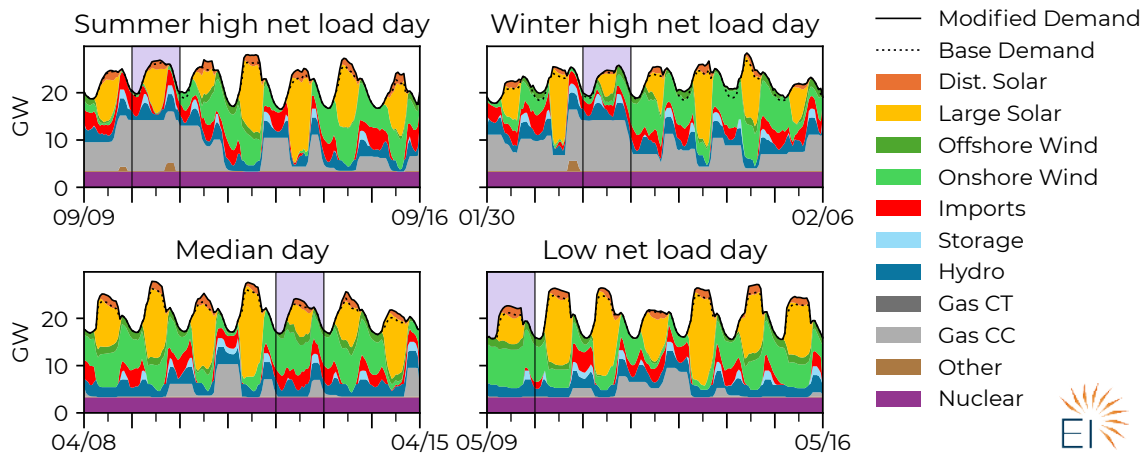 Summer high net load day
Winter high net load day
GW
20
10
0
09/09
09/16
01/30
02/06
Median day
Low net load day
GW
20
10
0
04/08
04/15
05/09
05/16
Modified Demand
Base Demand
Dist. Solar
Large Solar
Offshore Wind
Onshore Wind
Imports
Storage
Hydro
Gas CT
Gas CC
Other
Nuclear
EI